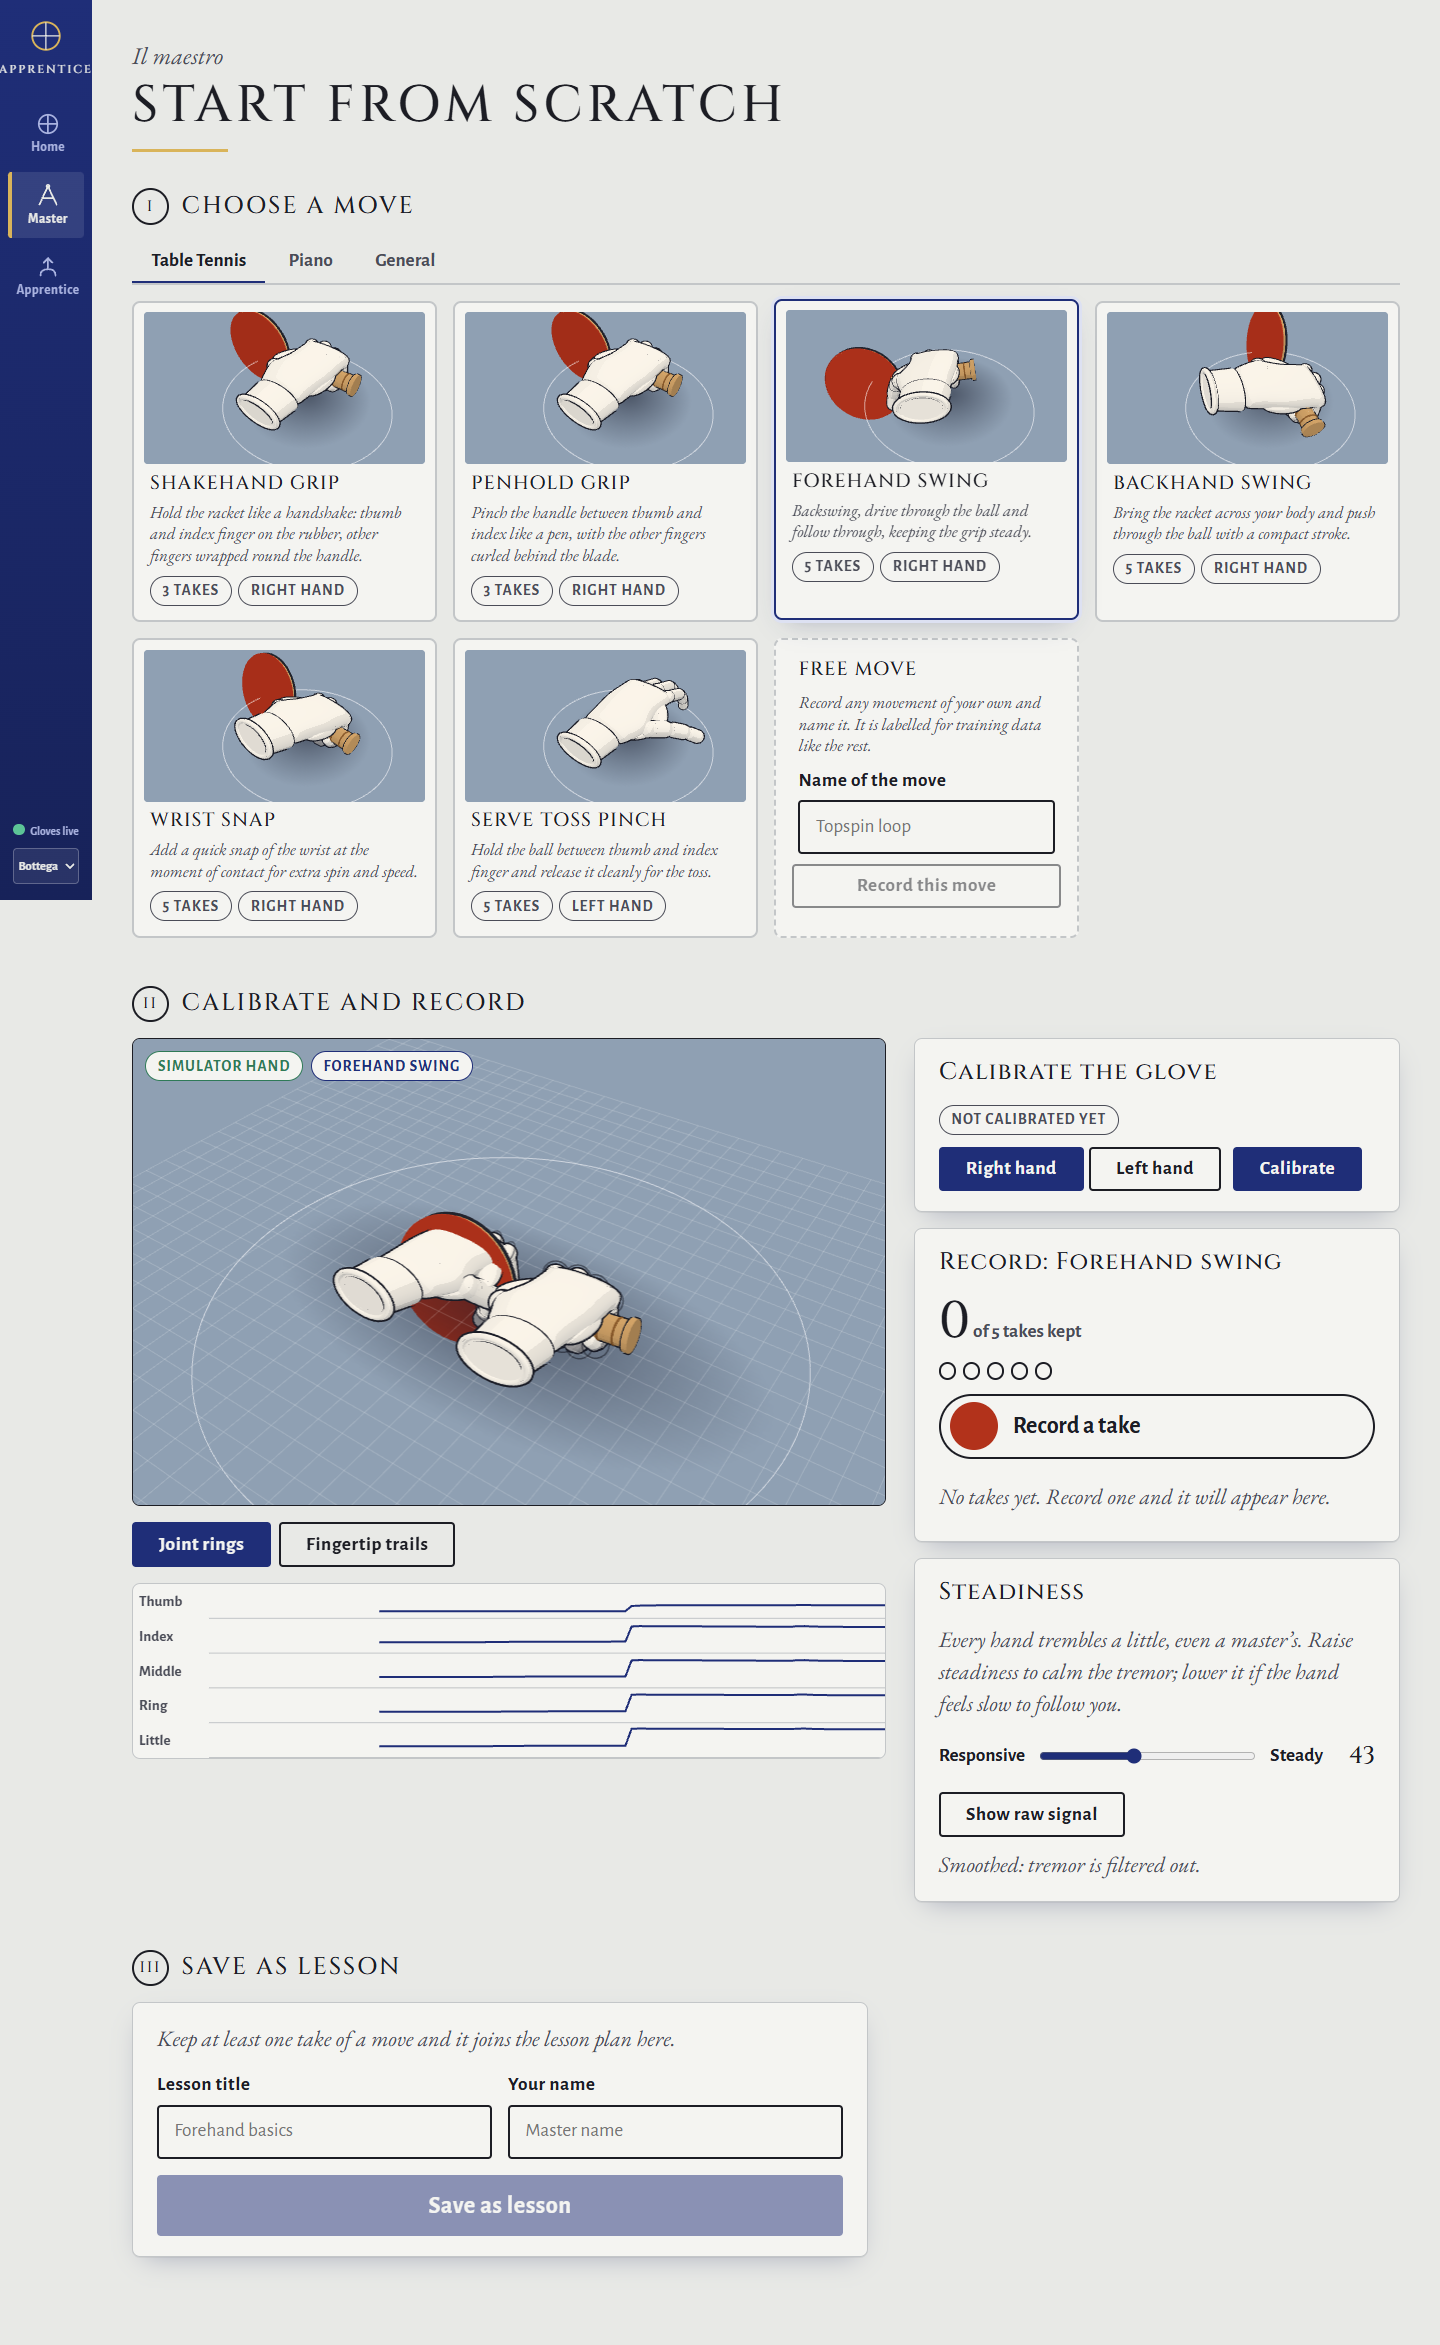 APPRENTICE
Home
Master
Apprentice
Gloves live
Bottega
Il maestro
START FROM SCRATCH
I CHOOSE A MOVE
Table Tennis Piano General
SHAKEHAND GRIP
Hold the racket like a handshake: thumb
and index finger on the rubber, other
fingers wrapped round the handle.
3 TAKES RIGHT HAND
PENHOLD GRIP
Pinch the handle between thumb and
index like a pen, with the other fingers
curled behind the blade.
3 TAKES RIGHT HAND
FOREHAND SWING
Backswing, drive through the ball and
follow through, keeping the grip steady.
5 TAKES RIGHT HAND
BACKHAND SWING
Bring the racket across your body and push
through the ball with a compact stroke.
5 TAKES RIGHT HAND
WRIST SNAP
Add a quick snap of the wrist at the
moment of contact for extra spin and speed.
5 TAKES RIGHT HAND
SERVE TOSS PINCH
Hold the ball between thumb and index
finger and release it cleanly for the toss.
5 TAKES LEFT HAND
FREE MOVE
Record any movement of your own and
name it. It is labelled for training data
like the rest.
Name of the move
Topspin loop
Record this move
II CALIBRATE AND RECORD
SIMULATOR HAND FOREHAND SWING
Joint rings Fingertip trails
Thumb
Index
Middle
Ring
Little
CALIBRATE THE GLOVE
NOT CALIBRATED YET
Right hand Left hand Calibrate
RECORD: FOREHAND SWING
0 of 5 takes kept
Record a take
No takes yet. Record one and it will appear here.
STEADINESS
Every hand trembles a little, even a master’s. Raise
steadiness to calm the tremor; lower it if the hand
feels slow to follow you.
Responsive Steady 43
Show raw signal
Smoothed: tremor is filtered out.
III SAVE AS LESSON
Keep at least one take of a move and it joins the lesson plan here.
Lesson title Your name
Forehand basics Master name
Save as lesson